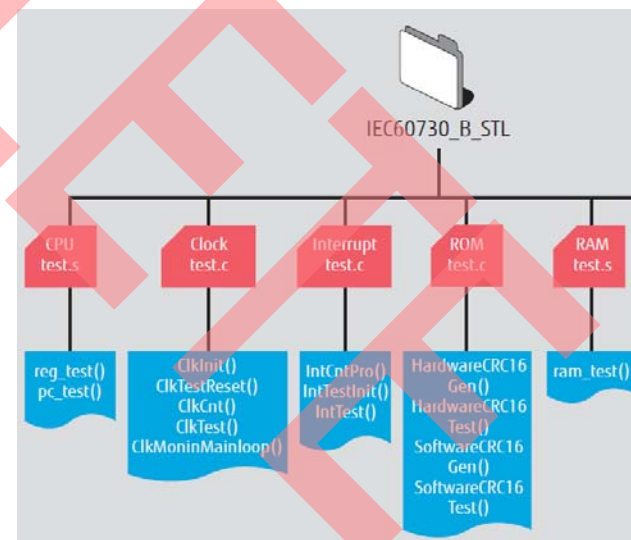 IEC60730_B_STL
CPU
test.s
Clock
test.c
Interrupt
test.c
ROM
test.c
RAM
test.s
reg_test()
pc_test()
ClkInit()
ClkTestReset()
ClkCnt()
ClkTest()
ClkMoninMainloop()
IntCntPro()
IntTestInit()
IntTest()
HardwareCRC16
Gen()
HardwareCRC16
Test()
SoftwareCRC16
Gen()
SoftwareCRC16
Test()
ram_test()